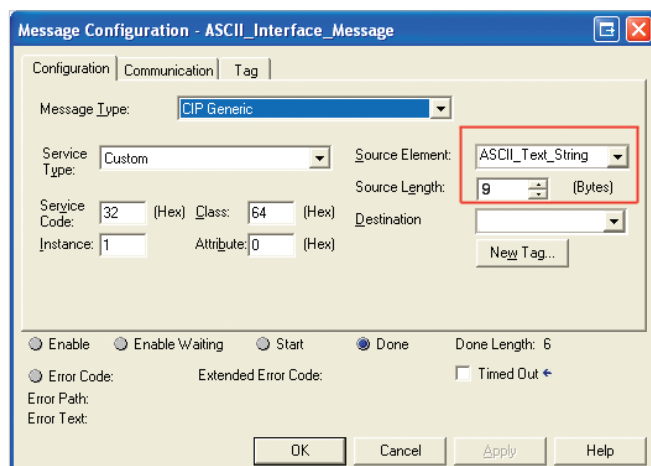 Message Configuration - ASCII_Interface_Message
Configuration Communication Tag
Message Type: CIP Generic
Service Type: Custom
Source Element: ASCII_Text_String
Source Length: 9 (Bytes)
Service Code: 32 (Hex) Class: 64 (Hex)
Destination
Instance: 1 Attribute: 0 (Hex)
New Tag...
Enable Enable Waiting Start Done Done Length: 6
Error Code: Extended Error Code: Timed Out
Error Path:
Error Text:
OK Cancel Apply Help